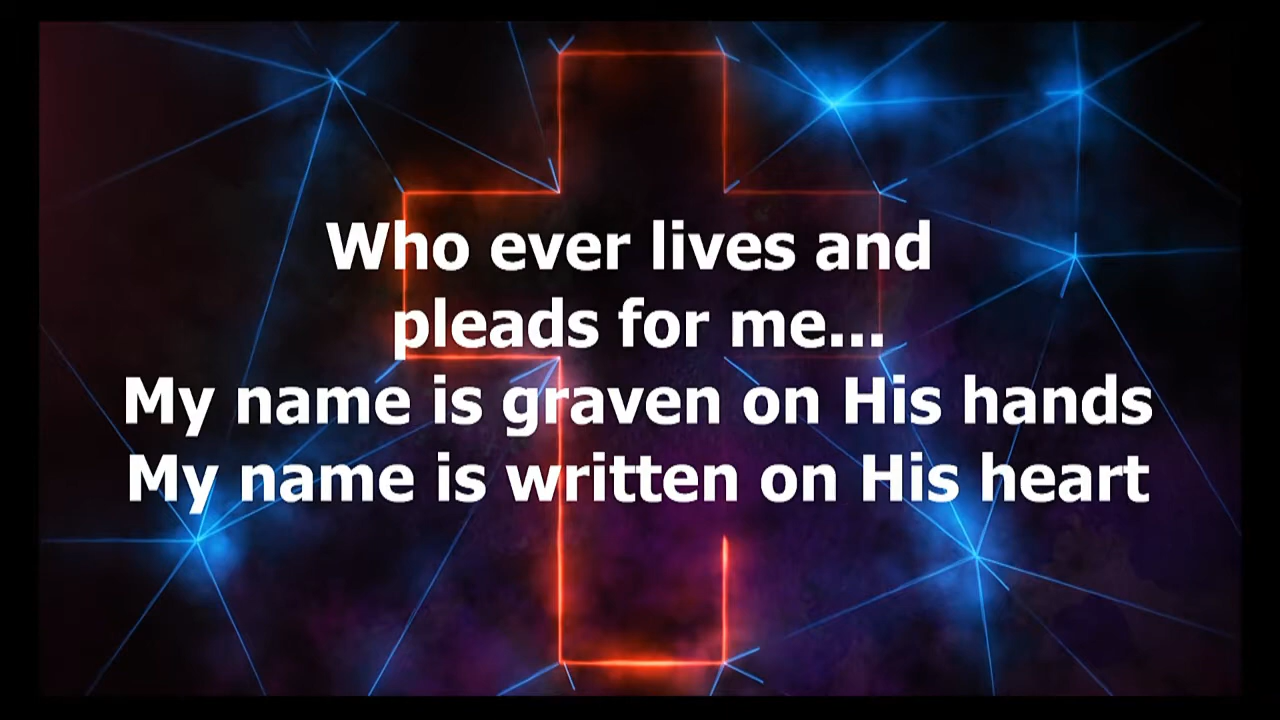 Who ever lives and
pleads for me...
My name is graven on His hands
My name is written on His heart